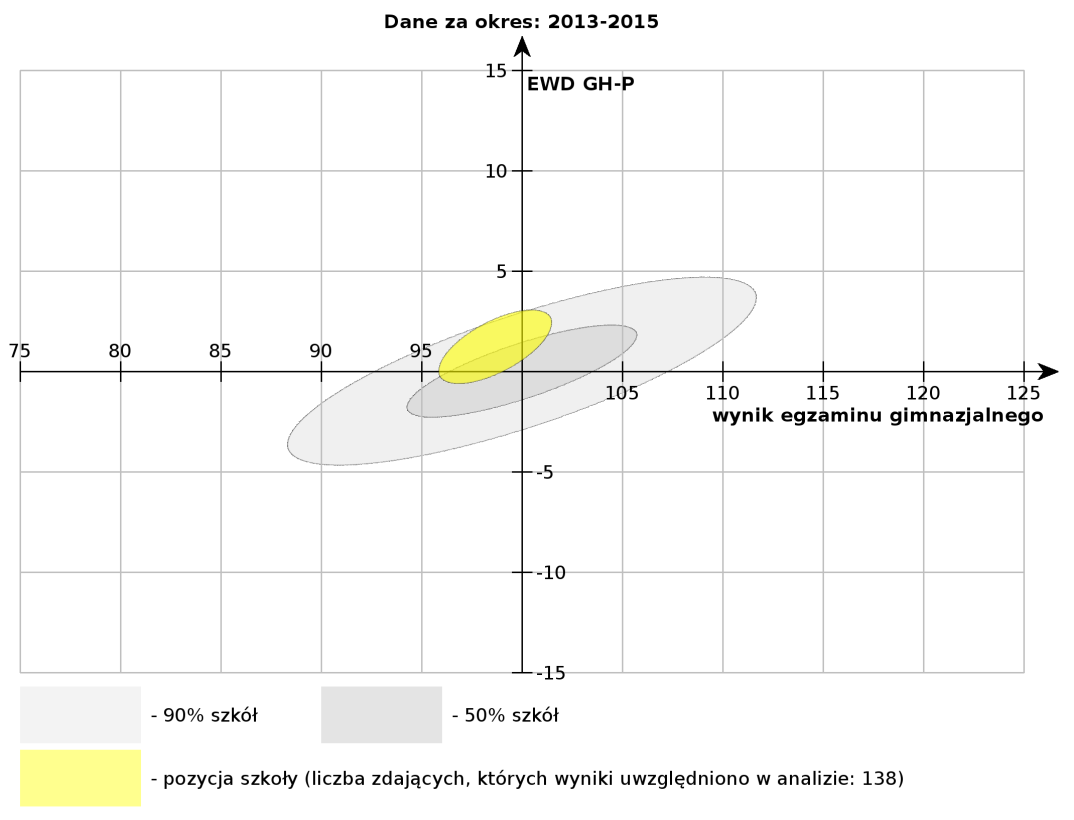 Dane za okres: 2013-2015
15
EWD GH-P
10
5
75 80 85 90 95
105 110 115 120 125
wynik egzaminu gimnazjalnego
-5
-10
-15
- 90% szkół - 50% szkół
- pozycja szkoły (liczba zdających, których wyniki uwzględniono w analizie: 138)